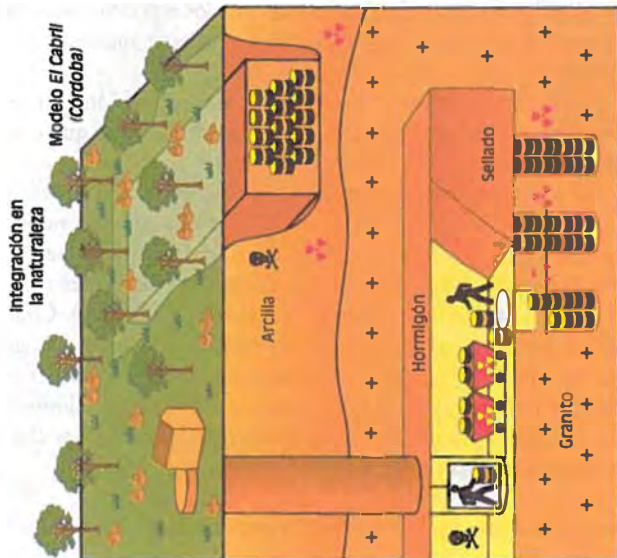 Integración en
la naturaleza
Modelo El Cabril
(Córdoba)
Arcilla
Hormigón
Sellado
Granito